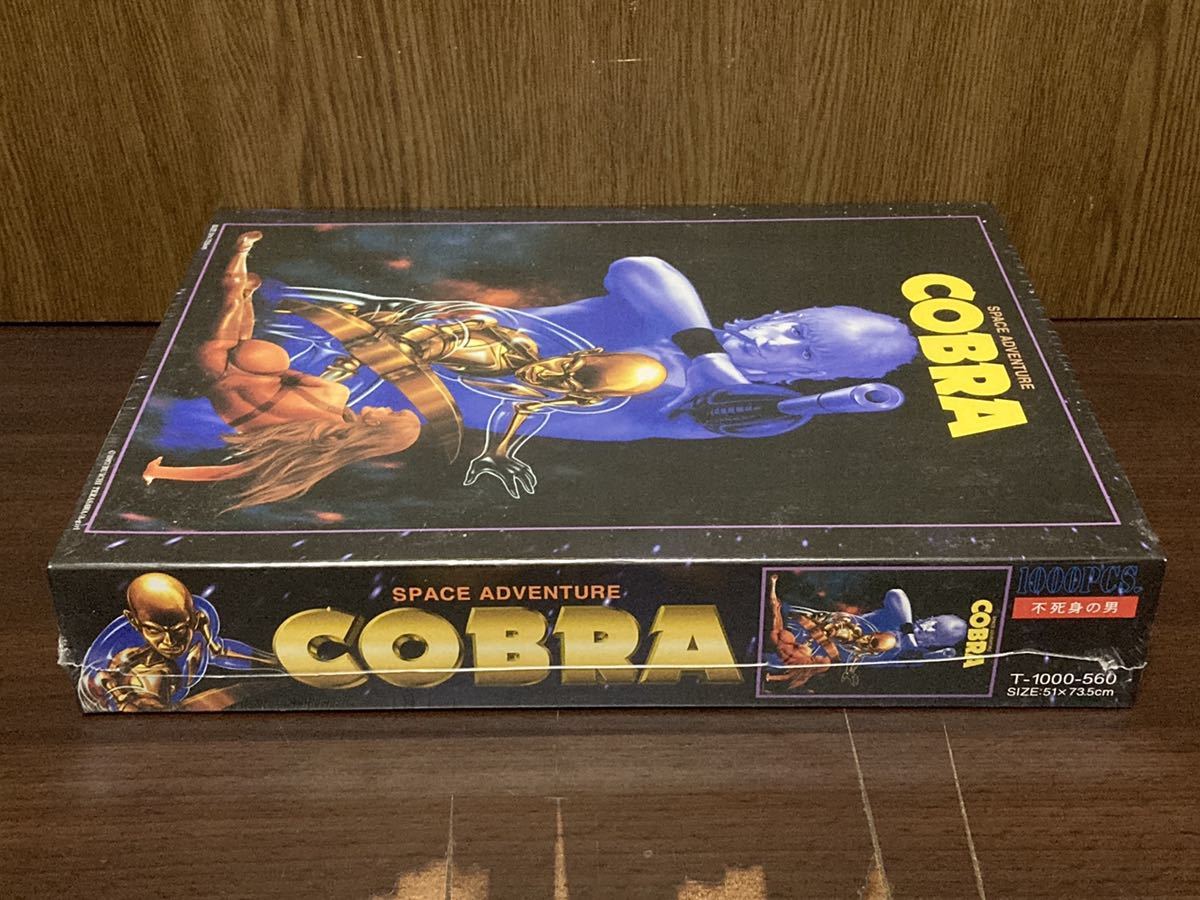 SPACE ADVENTURE
COBRA
SPACE ADVENTURE
COBRA
COBRA
1000PCS.
不死身の男
T-1000-560
SIZE:51×73.5cm